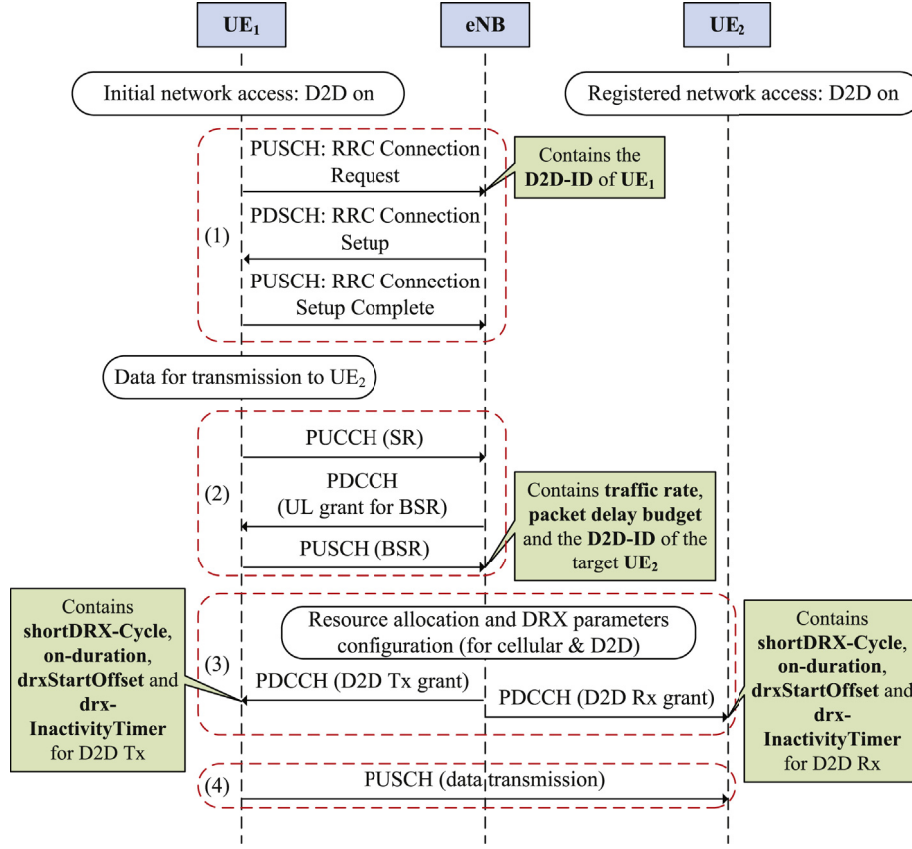 UE₁
eNB
UE₂
Initial network access: D2D on
Registered network access: D2D on
PUSCH: RRC Connection
Request
Contains the
D2D-ID of UE₁
PDSCH: RRC Connection
Setup
(1)
PUSCH: RRC Connection
Setup Complete
Data for transmission to UE₂
PUCCH (SR)
(2)
PDCCH
(UL grant for BSR)
PUSCH (BSR)
Contains traffic rate,
packet delay budget
and the D2D-ID of the
target UE₂
Contains
shortDRX-Cycle,
on-duration,
drxStartOffset and
drx-
InactivityTimer
for D2D Tx
(3)
Resource allocation and DRX parameters
configuration (for cellular & D2D)
PDCCH (D2D Tx grant)
PDCCH (D2D Rx grant)
Contains
shortDRX-Cycle,
on-duration,
drxStartOffset and
drx-
InactivityTimer
for D2D Rx
(4)
PUSCH (data transmission)